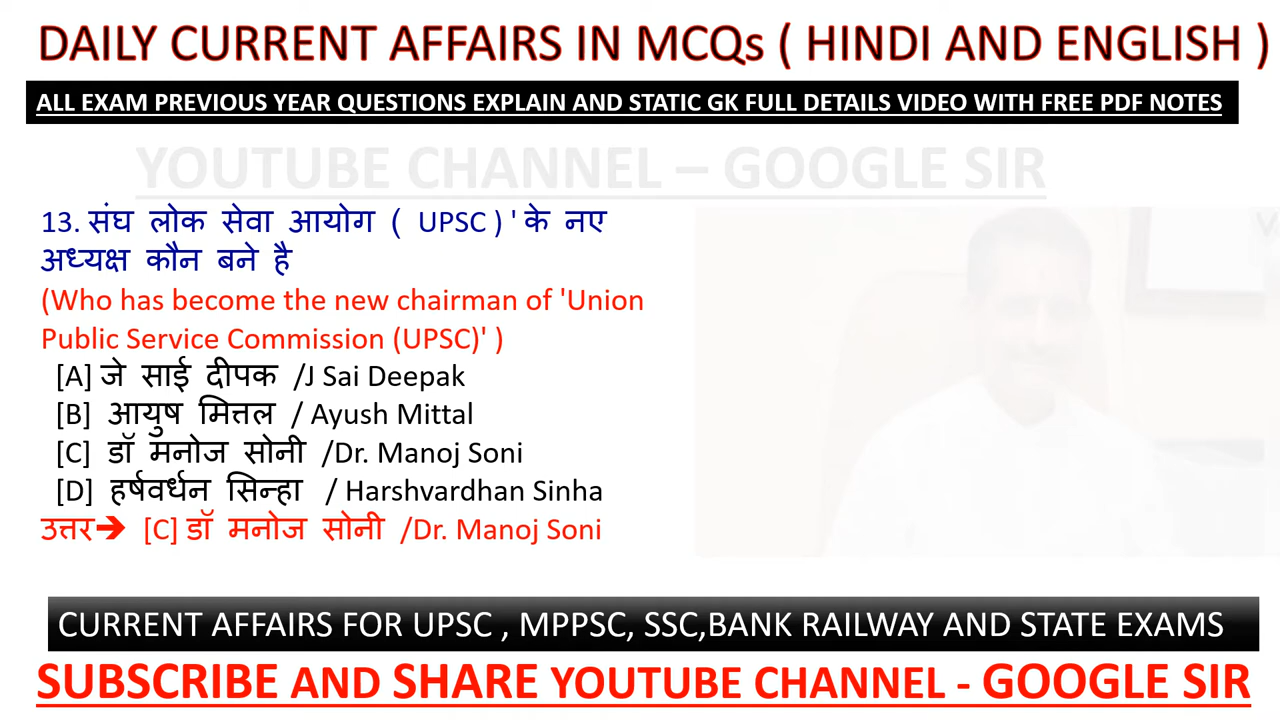 DAILY CURRENT AFFAIRS IN MCQs ( HINDI AND ENGLISH )
ALL EXAM PREVIOUS YEAR QUESTIONS EXPLAIN AND STATIC GK FULL DETAILS VIDEO WITH FREE PDF NOTES
YOUTUBE CHANNEL – GOOGLE SIR
13. संघ लोक सेवा आयोग ( UPSC ) ' के नए
अध्यक्ष कौन बने है
(Who has become the new chairman of 'Union
Public Service Commission (UPSC)' )
[A] जे साई दीपक /J Sai Deepak
[B] आयुष मित्तल / Ayush Mittal
[C] डॉ मनोज सोनी /Dr. Manoj Soni
[D] हर्षवर्धन सिन्हा / Harshvardhan Sinha
उत्तर➔ [C] डॉ मनोज सोनी /Dr. Manoj Soni
CURRENT AFFAIRS FOR UPSC , MPPSC, SSC,BANK RAILWAY AND STATE EXAMS
SUBSCRIBE AND SHARE YOUTUBE CHANNEL - GOOGLE SIR